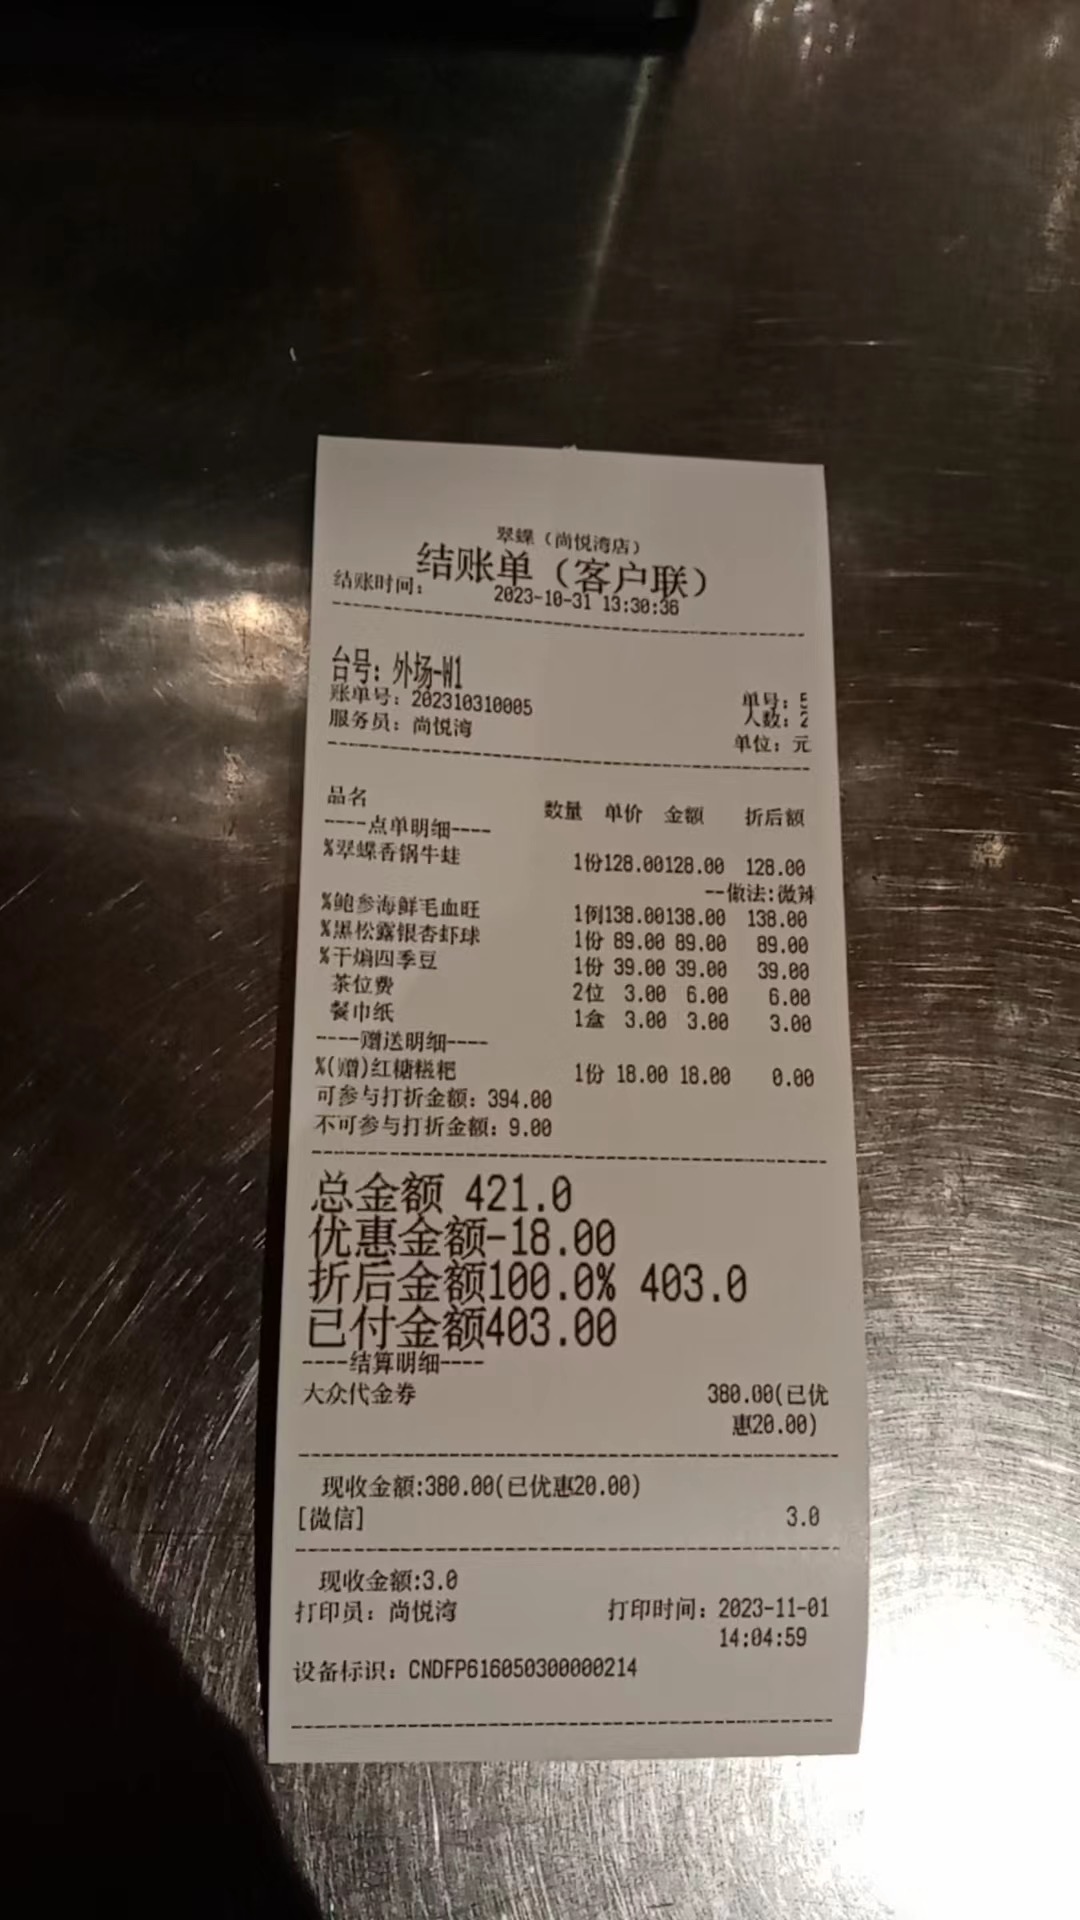 翠蝶（尚悦湾店）
结账单（客户联）
结账时间： 2023-10-31 13:30:36
台号：外场-W1
账单号：202310310005 单号：5
服务员：尚悦湾 人数：2
单位：元
品名 数量 单价 金额 折后额
----点单明细----
%翠蝶香锅牛蛙 1份128.00128.00 128.00
--做法:微辣
%鲍参海鲜毛血旺 1例138.00138.00 138.00
%黑松露银杏虾球 1份 89.00 89.00 89.00
%干煸四季豆 1份 39.00 39.00 39.00
茶位费 2位 3.00 6.00 6.00
餐巾纸 1盒 3.00 3.00 3.00
----赠送明细----
%(赠)红糖糍粑 1份 18.00 18.00 0.00
可参与打折金额：394.00
不可参与打折金额：9.00
总金额 421.0
优惠金额-18.00
折后金额100.0% 403.0
已付金额403.00
----结算明细----
大众代金券 380.00(已优
惠20.00)
现收金额:380.00(已优惠20.00)
[微信] 3.0
现收金额:3.0
打印员：尚悦湾 打印时间：2023-11-01
14:04:59
设备标识：CNDFP616050300000214